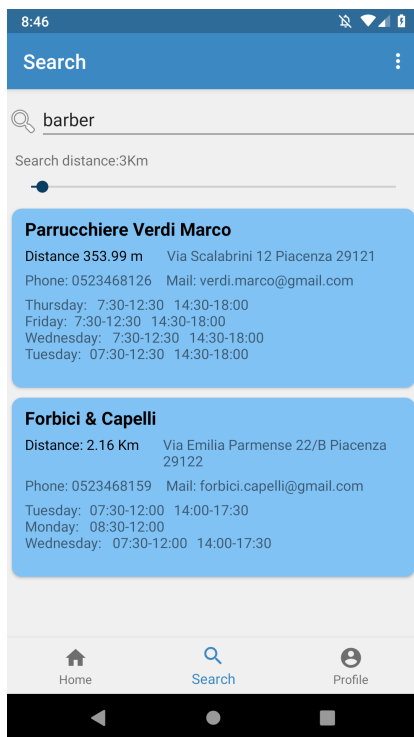 8:46
Search
barber
Search distance:3Km
Parrucchiere Verdi Marco
Distance 353.99 m Via Scalabrini 12 Piacenza 29121
Phone: 0523468126 Mail: verdi.marco@gmail.com
Thursday: 7:30-12:30 14:30-18:00
Friday: 7:30-12:30 14:30-18:00
Wednesday: 7:30-12:30 14:30-18:00
Tuesday: 07:30-12:30 14:30-18:00
Forbici & Capelli
Distance: 2.16 Km Via Emilia Parmense 22/B Piacenza
29122
Phone: 0523468159 Mail: forbici.capelli@gmail.com
Tuesday: 07:30-12:00 14:00-17:30
Monday: 08:30-12:00
Wednesday: 07:30-12:00 14:00-17:30
Home Search Profile